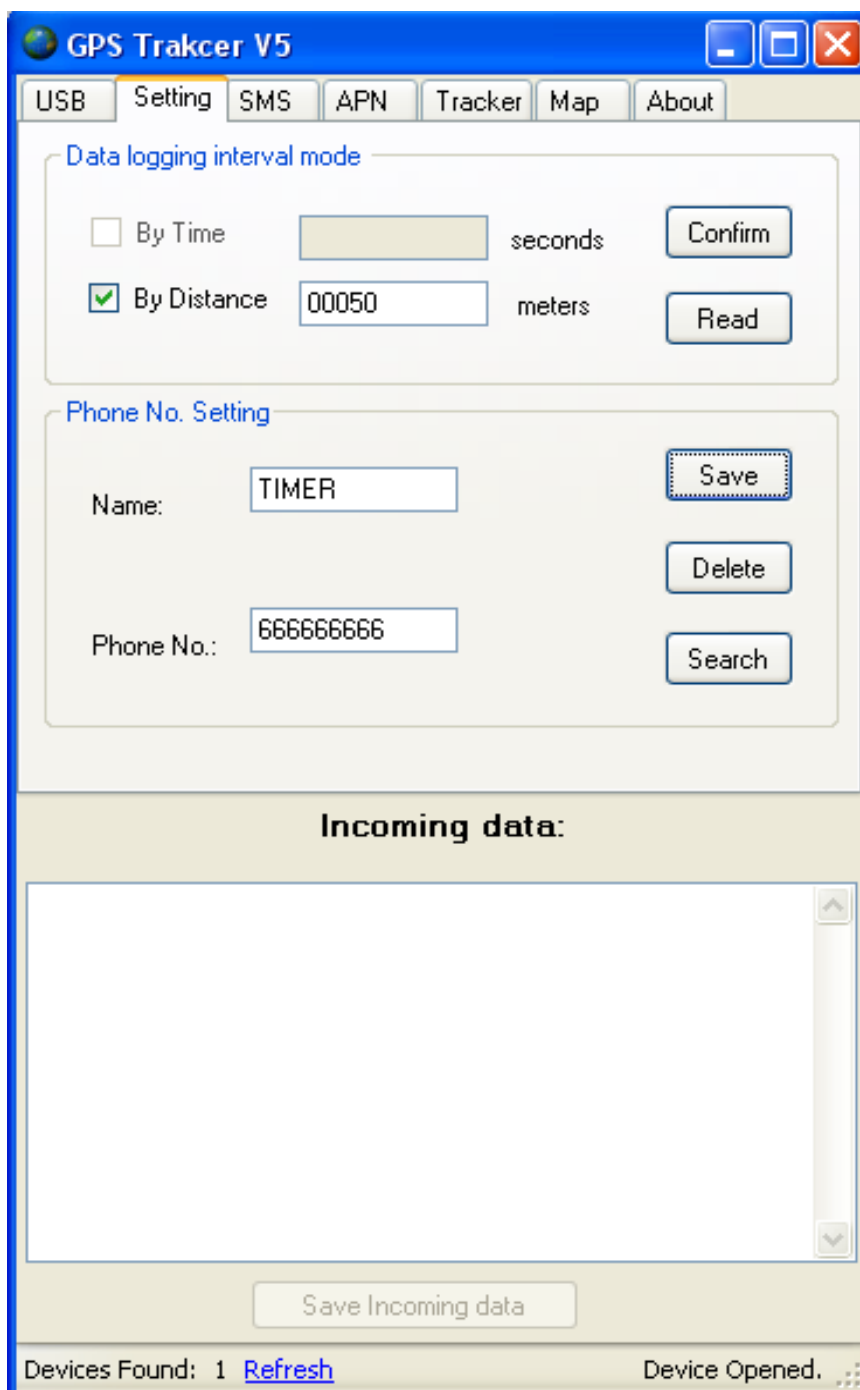 GPS Trakcer V5
USB Setting SMS APN Tracker Map About
Data logging interval mode
By Time seconds Confirm
By Distance 00050 meters Read
Phone No. Setting
Name: TIMER Save
Delete
Phone No.: 666666666 Search
Incoming data:
Save Incoming data
Devices Found: 1 Refresh Device Opened.